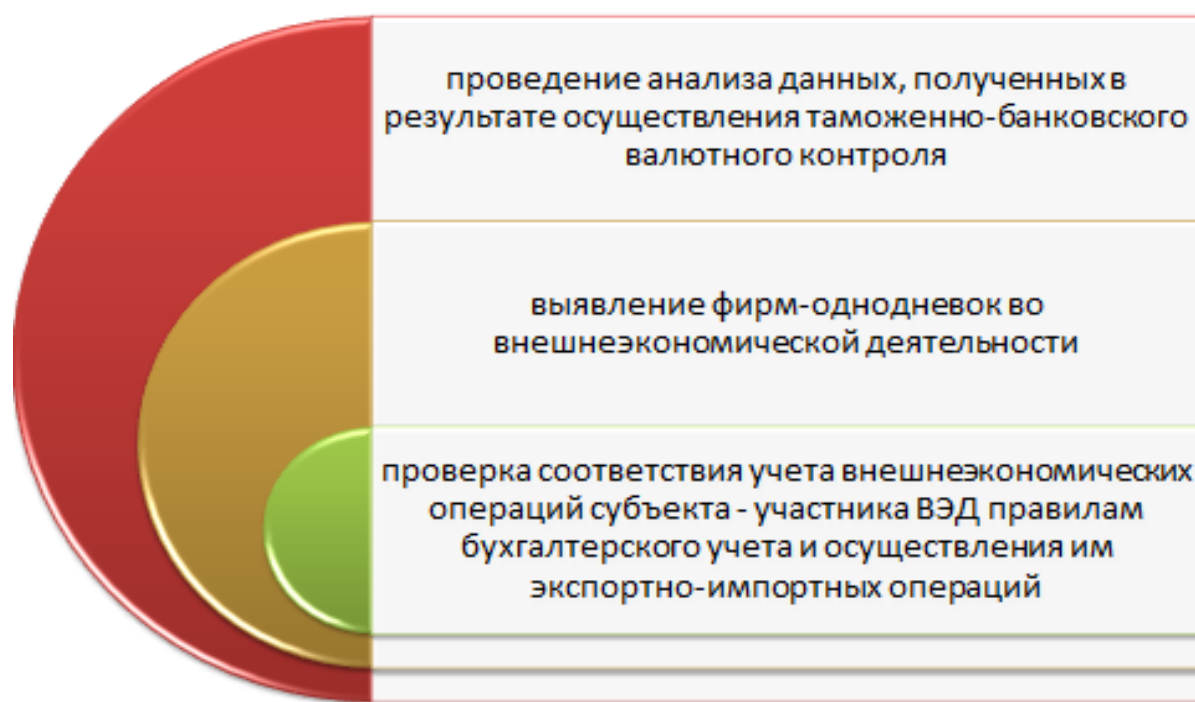 проведение анализа данных, полученных в
результате осуществления таможенно-банковского
валютного контроля
выявление фирм-однодневок во
внешнеэкономической деятельности
проверка соответствия учета внешнеэкономических
операций субъекта - участника ВЭД правилам
бухгалтерского учета и осуществления им
экспортно-импортных операций